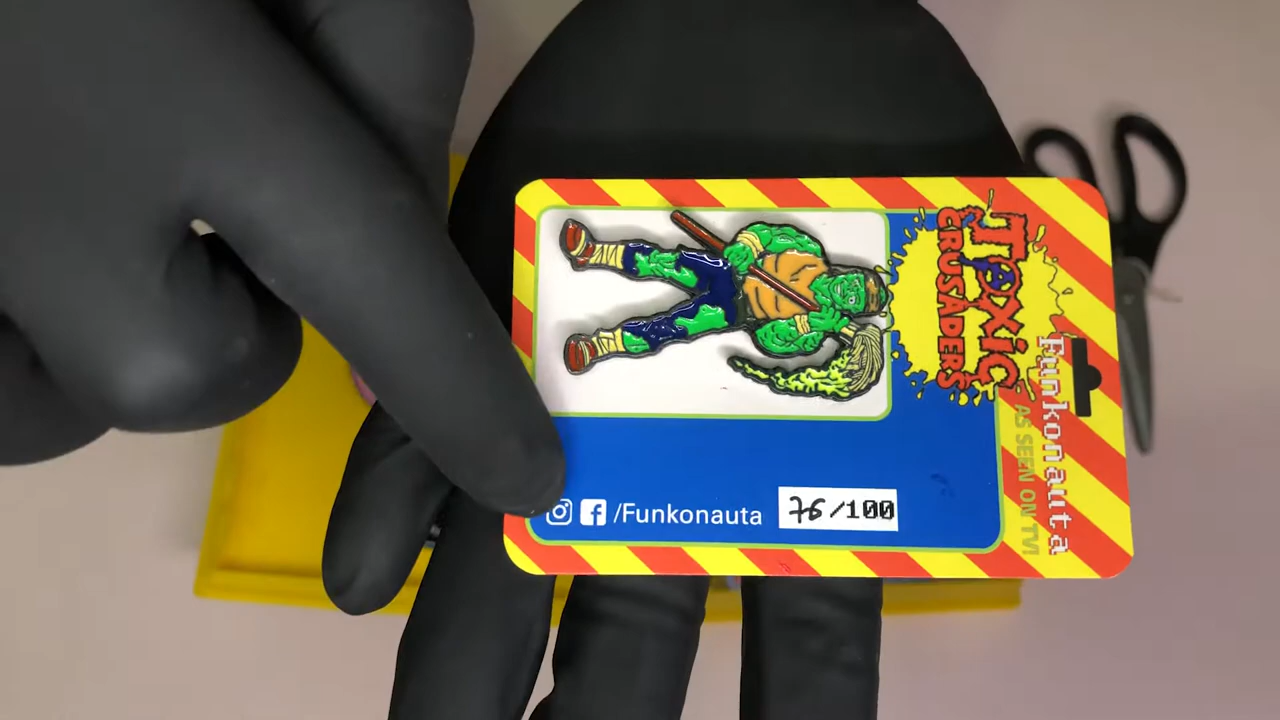 TOXIC
CRUSADERS
Funkonauta
AS SEEN ON TV!
/Funkonauta
76/100